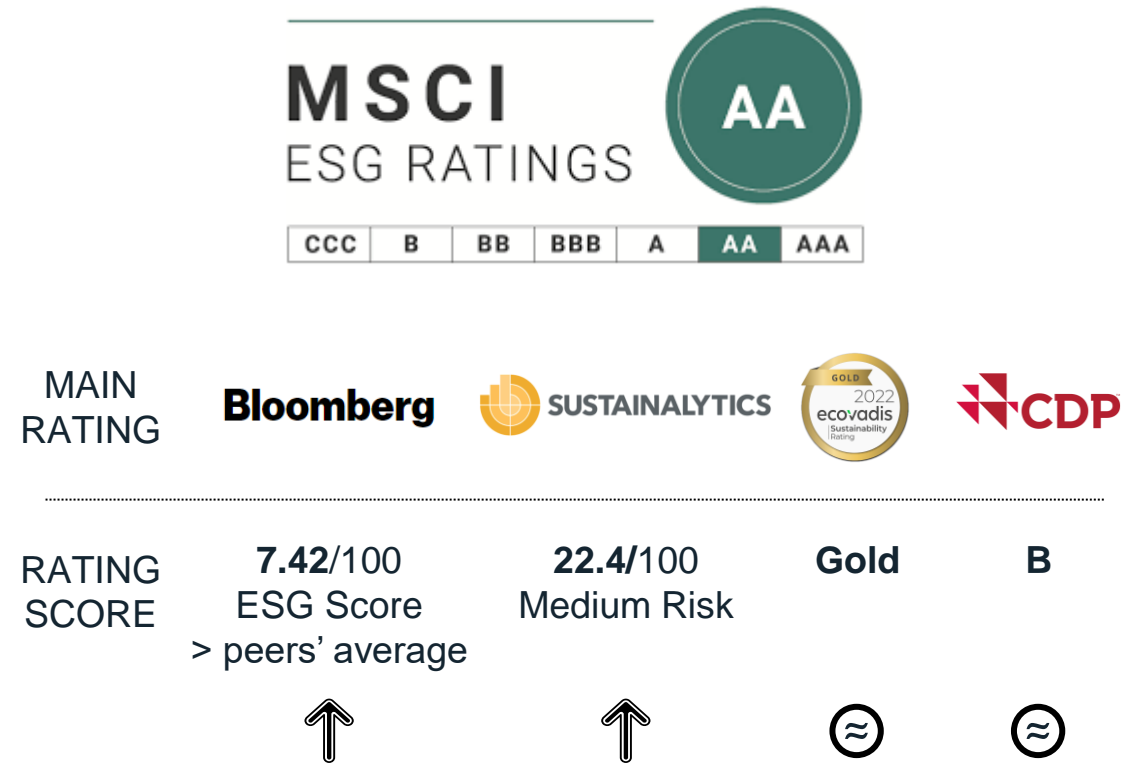 MSCI
ESG RATINGS
AA
CCC B BB BBB A AA AAA
MAIN
RATING
Bloomberg
SUSTAINALYTICS
GOLD
2022
ecovadis
Sustainability
Rating
CDP
RATING
SCORE
7.42/100
ESG Score
> peers’ average
22.4/100
Medium Risk
Gold
B
≈
≈